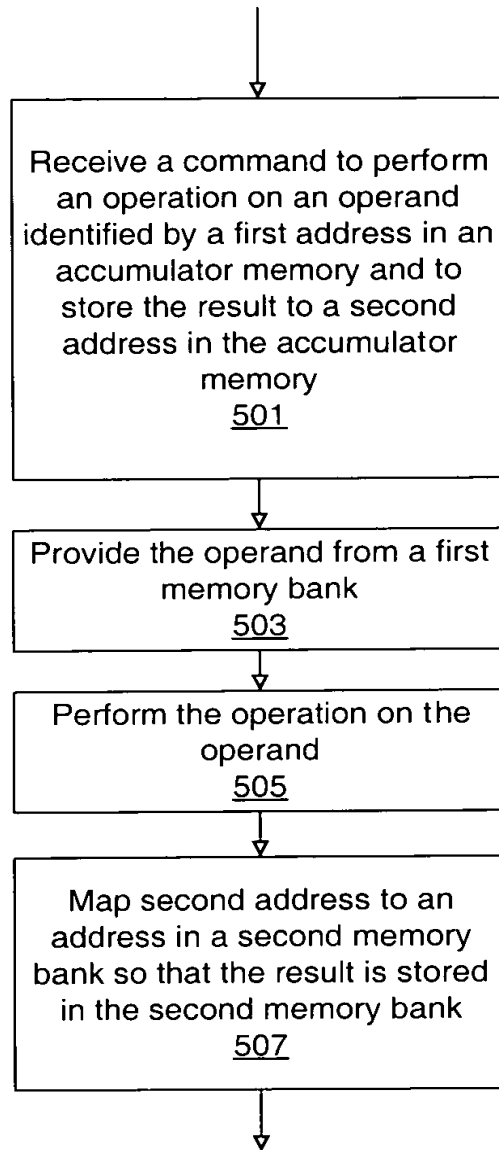 Receive a command to perform
an operation on an operand
identified by a first address in an
accumulator memory and to
store the result to a second
address in the accumulator
memory
501
Provide the operand from a first
memory bank
503
Perform the operation on the
operand
505
Map second address to an
address in a second memory
bank so that the result is stored
in the second memory bank
507